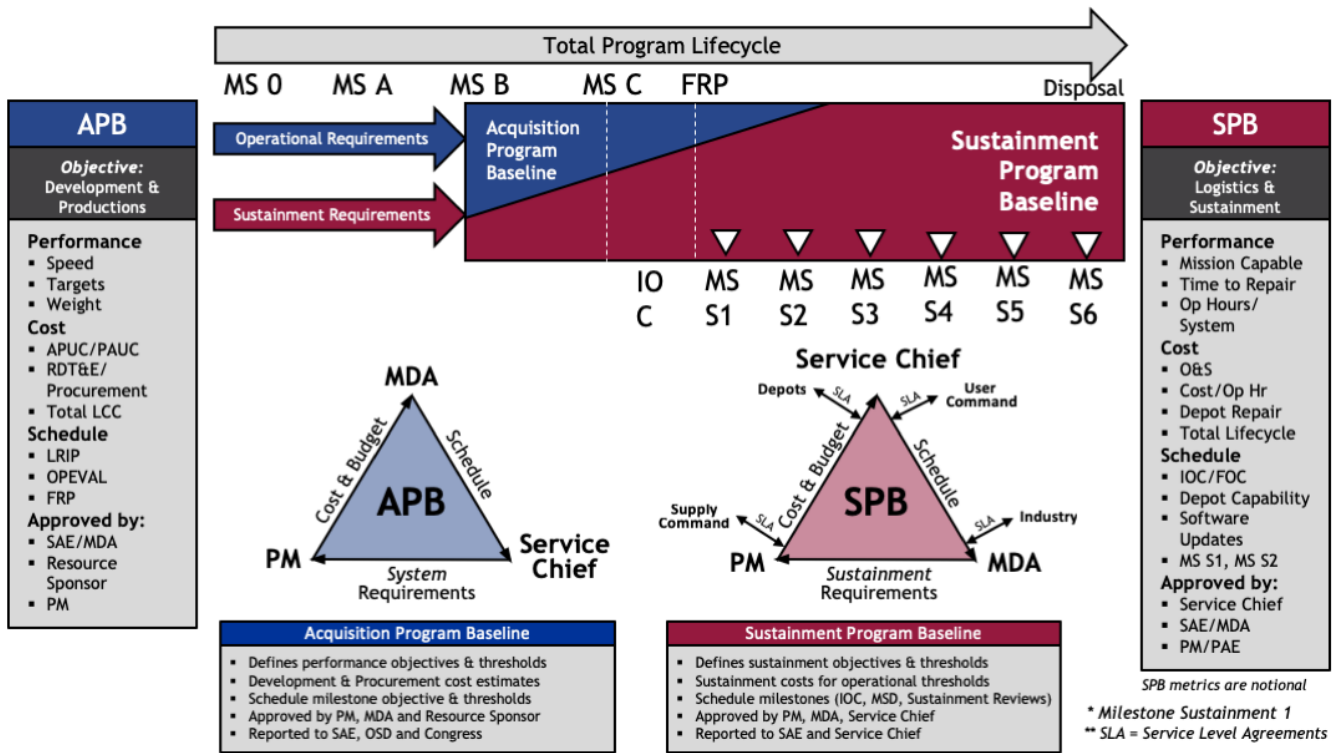 Total Program Lifecycle
MS 0
MS A
MS B
MS C
FRP
Disposal
APB
Objective:
Development &
Productions
Performance
▪ Speed
▪ Targets
▪ Weight
Cost
▪ APUC/PAUC
▪ RDT&E/
Procurement
▪ Total LCC
Schedule
▪ LRIP
▪ OPEVAL
▪ FRP
Approved by:
▪ SAE/MDA
▪ Resource
Sponsor
▪ PM
Operational Requirements
Sustainment Requirements
Acquisition
Program
Baseline
Sustainment
Program
Baseline
IO
C
MS
S1
MS
S2
MS
S3
MS
S4
MS
S5
MS
S6
MDA
Cost & Budget
Schedule
APB
PM
Service
Chief
System
Requirements
Service Chief
Depots
SLA
SLA
User
Command
Cost & Budget
Schedule
SPB
Supply
Command
SLA
SLA
Industry
PM
MDA
Sustainment
Requirements
Acquisition Program Baseline
▪ Defines performance objectives & thresholds
▪ Development & Procurement cost estimates
▪ Schedule milestone objective & thresholds
▪ Approved by PM, MDA and Resource Sponsor
▪ Reported to SAE, OSD and Congress
Sustainment Program Baseline
▪ Defines sustainment objectives & thresholds
▪ Sustainment costs for operational thresholds
▪ Schedule milestones (IOC, MSD, Sustainment Reviews)
▪ Approved by PM, MDA, Service Chief
▪ Reported to SAE and Service Chief
SPB
Objective:
Logistics &
Sustainment
Performance
▪ Mission Capable
▪ Time to Repair
▪ Op Hours/
System
Cost
▪ O&S
▪ Cost/Op Hr
▪ Depot Repair
▪ Total Lifecycle
Schedule
▪ IOC/FOC
▪ Depot Capability
▪ Software
Updates
▪ MS S1, MS S2
Approved by:
▪ Service Chief
▪ SAE/MDA
▪ PM/PAE
SPB metrics are notional
* Milestone Sustainment 1
** SLA = Service Level Agreements